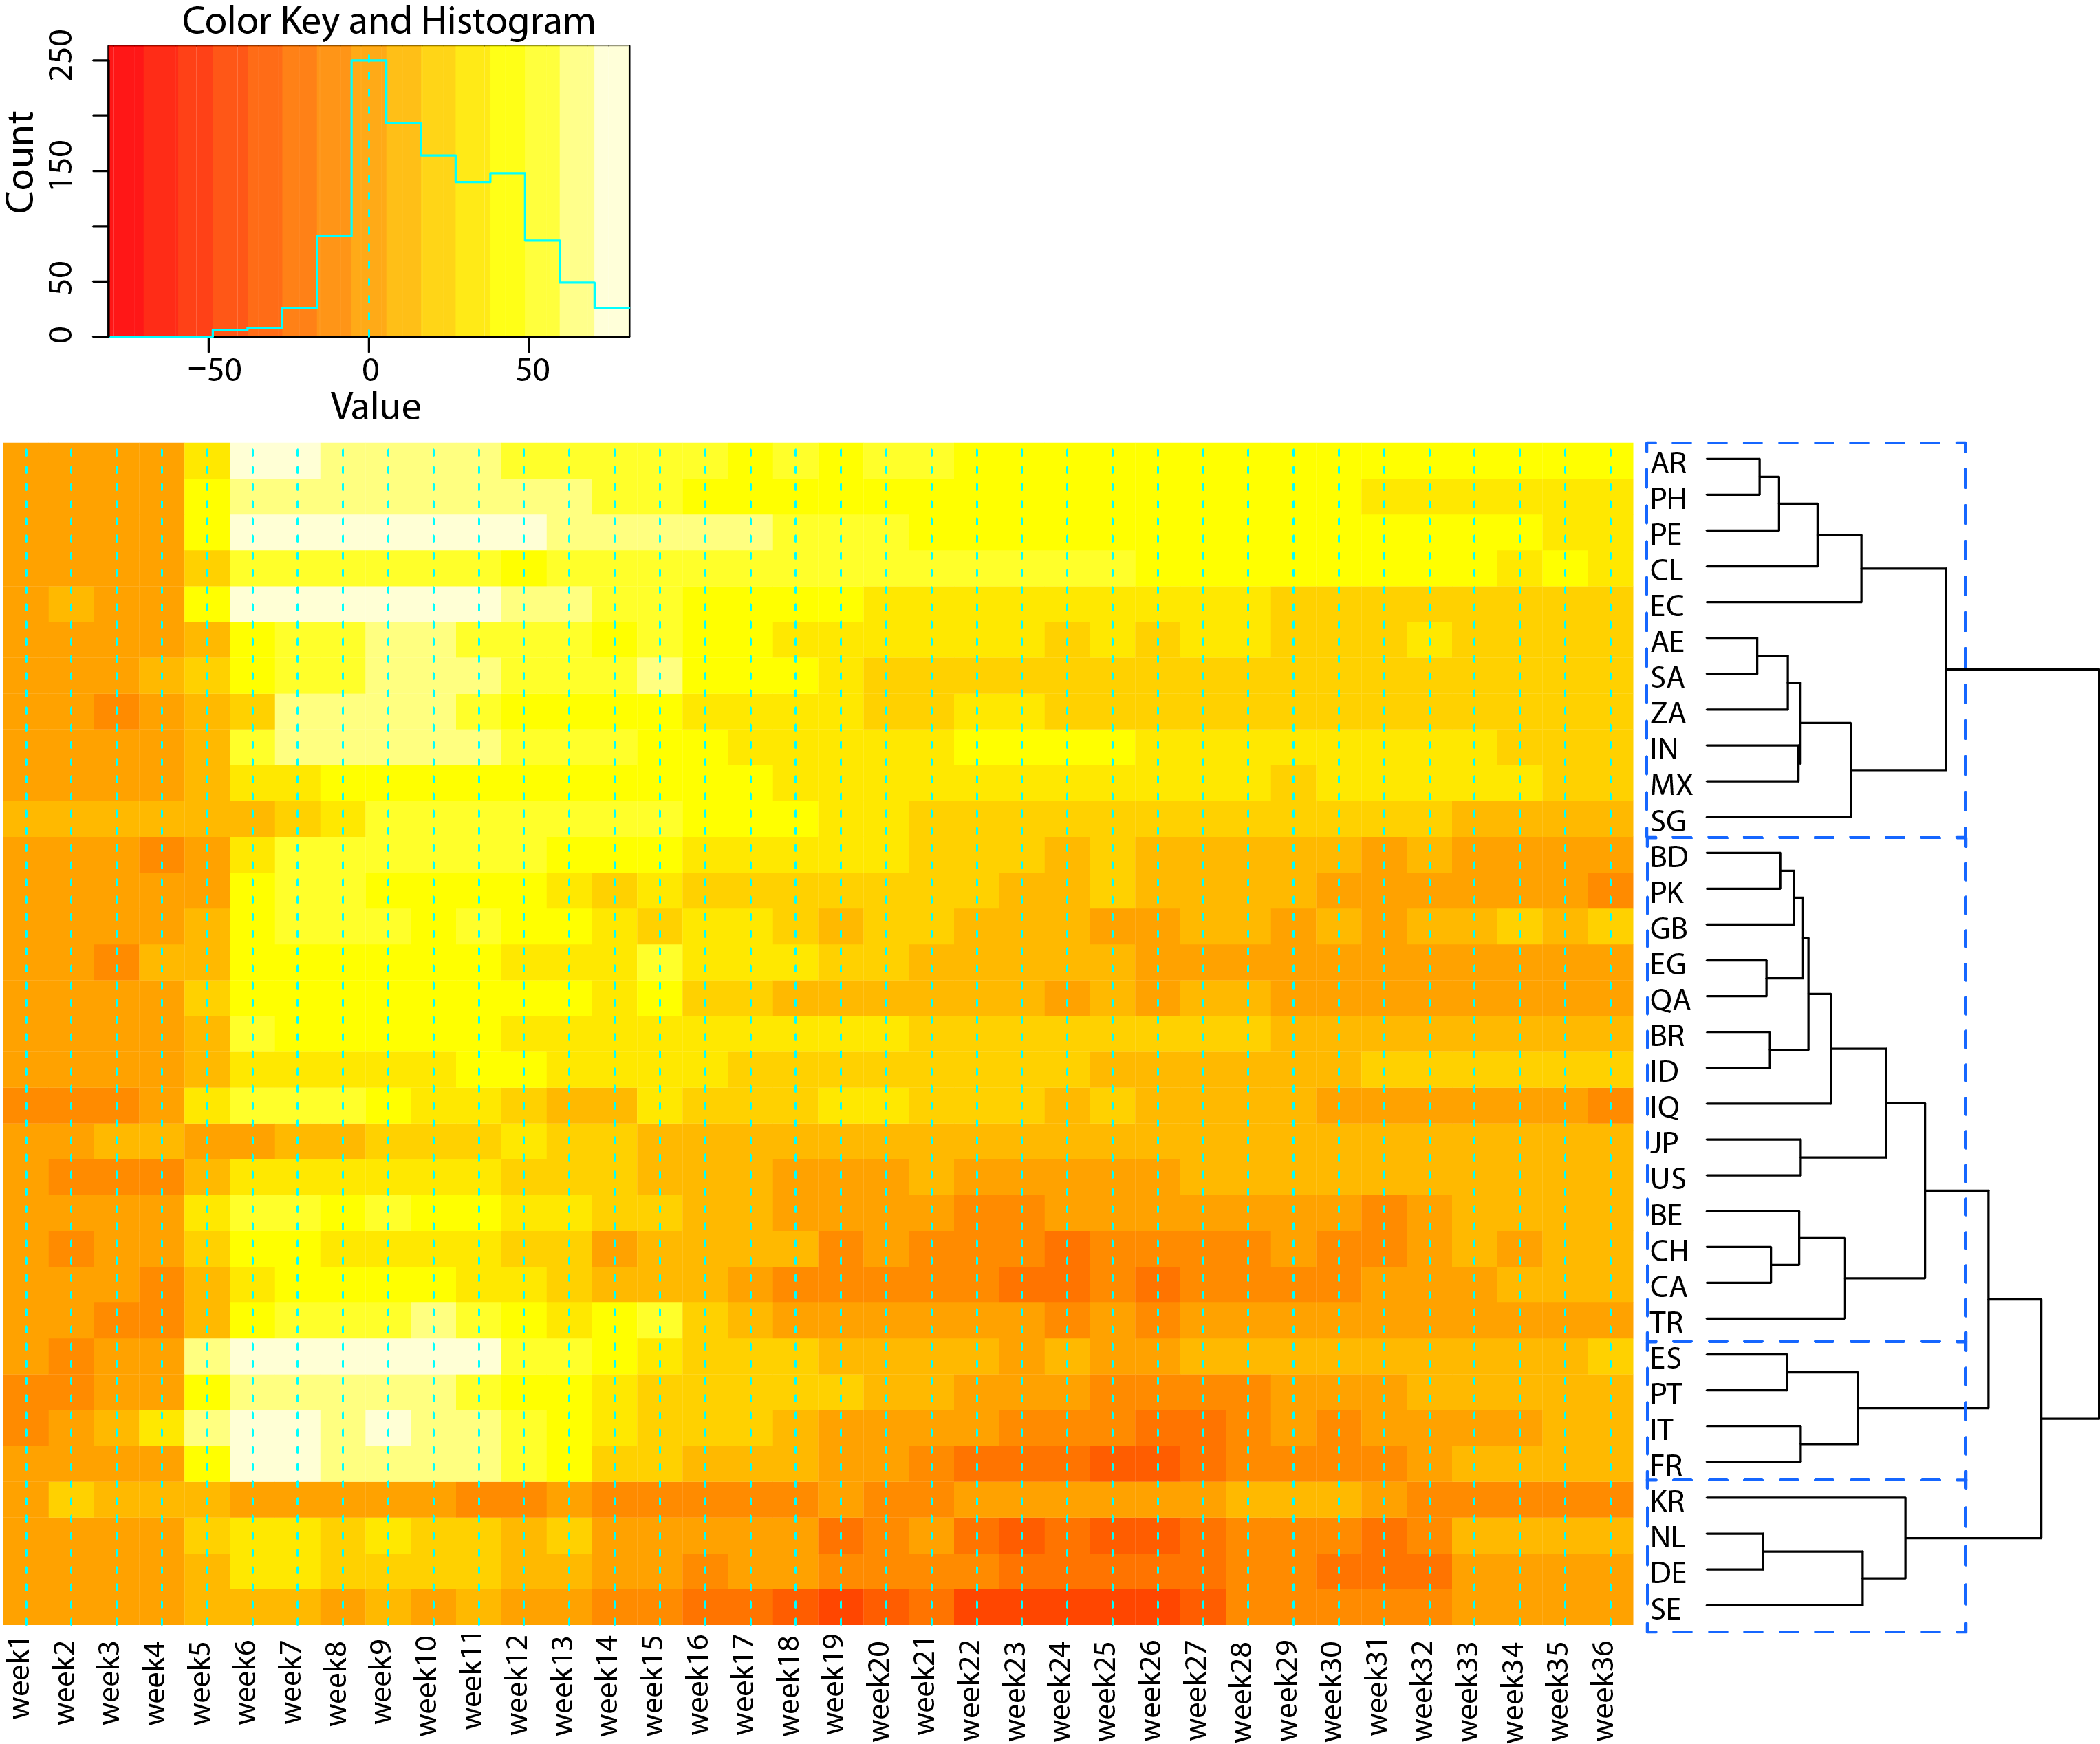 Color Key and Histogram
Count
0
50
150
250
−50
0
50
Value
AR
PH
PE
CL
EC
AE
SA
ZA
IN
MX
SG
BD
PK
GB
EG
QA
BR
ID
IQ
JP
US
BE
CH
CA
TR
ES
PT
IT
FR
KR
NL
DE
SE
week1
week2
week3
week4
week5
week6
week7
week8
week9
week10
week11
week12
week13
week14
week15
week16
week17
week18
week19
week20
week21
week22
week23
week24
week25
week26
week27
week28
week29
week30
week31
week32
week33
week34
week35
week36